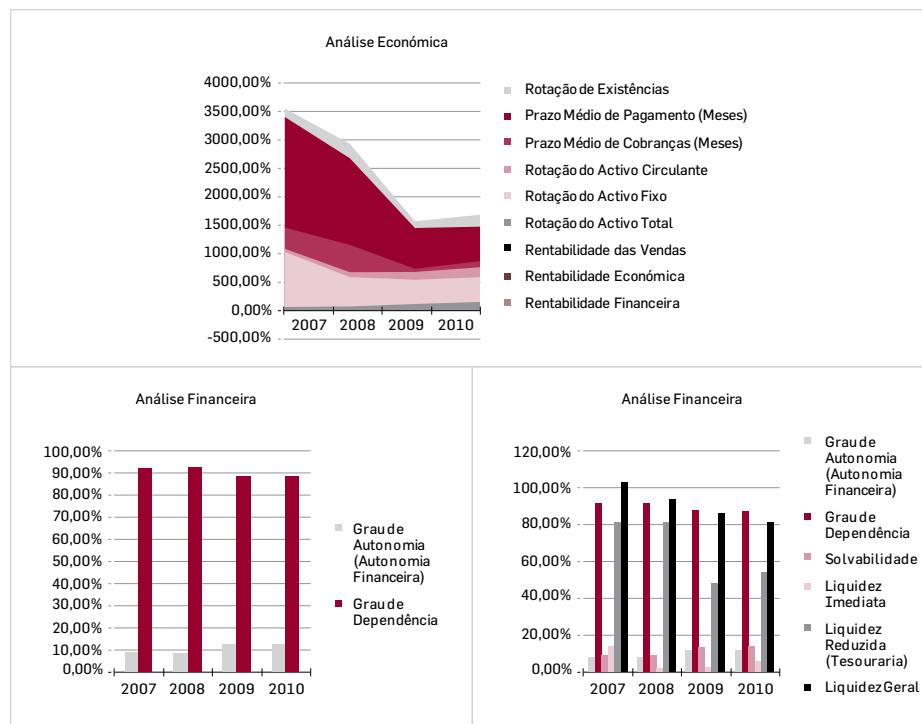 Análise Económica
4000,00%
3500,00%
3000,00%
2500,00%
2000,00%
1500,00%
1000,00%
500,00%
0,00%
-500,00%
2007 2008 2009 2010
Rotação de Existências
Prazo Médio de Pagamento (Meses)
Prazo Médio de Cobranças (Meses)
Rotação do Activo Circulante
Rotação do Activo Fixo
Rotação do Activo Total
Rentabilidade das Vendas
Rentabilidade Económica
Rentabilidade Financeira
Análise Financeira
100,00%
90,00%
80,00%
70,00%
60,00%
50,00%
40,00%
30,00%
20,00%
10,00%
0,00%
2007 2008 2009 2010
Grau de
Autonomia
(Autonomia
Financeira)
Grau de
Dependência
Análise Financeira
120,00%
100,00%
80,00%
60,00%
40,00%
20,00%
0,00%
2007 2008 2009 2010
Grau de
Autonomia
(Autonomia
Financeira)
Grau de
Dependência
Solvabilidade
Liquidez
Imediata
Liquidez
Reduzida
(Tesouraria)
Liquidez Geral